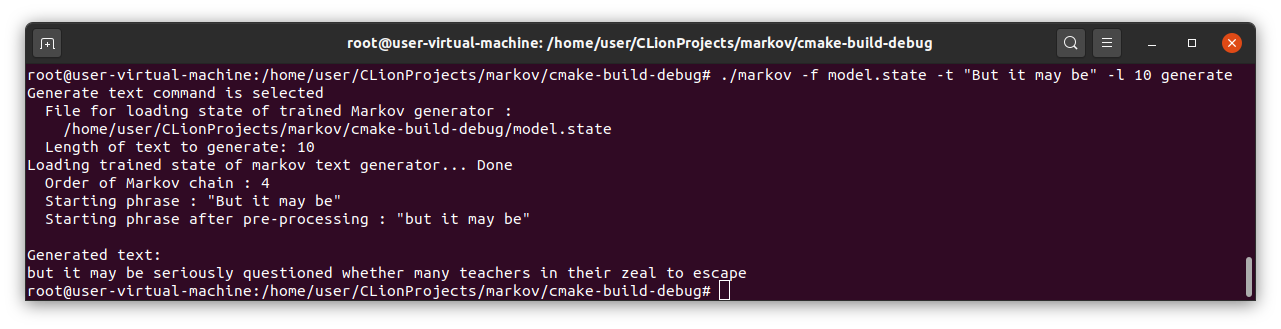 root@user-virtual-machine: /home/user/CLionProjects/markov/cmake-build-debug
root@user-virtual-machine:/home/user/CLionProjects/markov/cmake-build-debug# ./markov -f model.state -t "But it may be" -l 10 generate
Generate text command is selected
  File for loading state of trained Markov generator :
    /home/user/CLionProjects/markov/cmake-build-debug/model.state
  Length of text to generate: 10
Loading trained state of markov text generator... Done
  Order of Markov chain : 4
  Starting phrase : "But it may be"
  Starting phrase after pre-processing : "but it may be"

Generated text:
but it may be seriously questioned whether many teachers in their zeal to escape
root@user-virtual-machine:/home/user/CLionProjects/markov/cmake-build-debug#